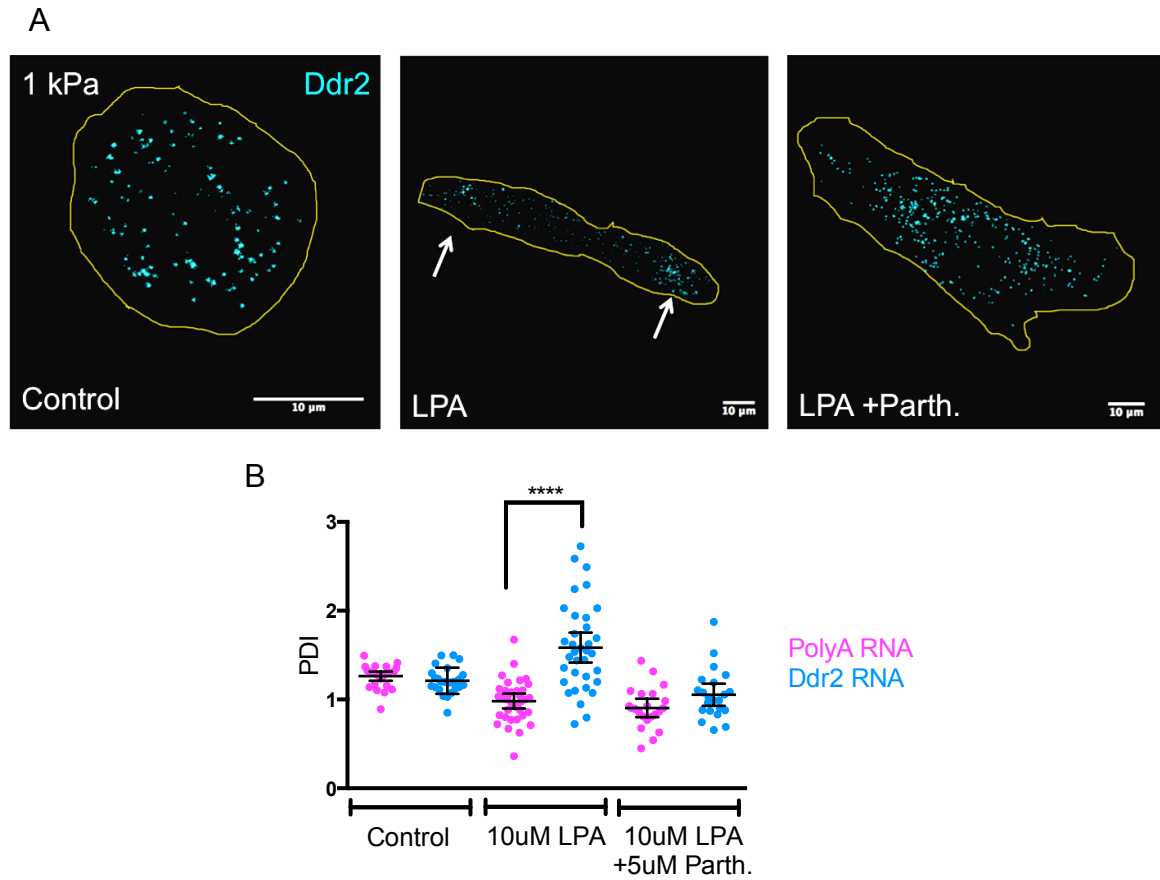 A
1 kPa
Ddr2
Control
10 µm
LPA
10 µm
LPA +Parth.
10 µm
B
****
3
2
1
0
PDI
PolyA RNA
Ddr2 RNA
Control
10uM LPA
10uM LPA
+5uM Parth.